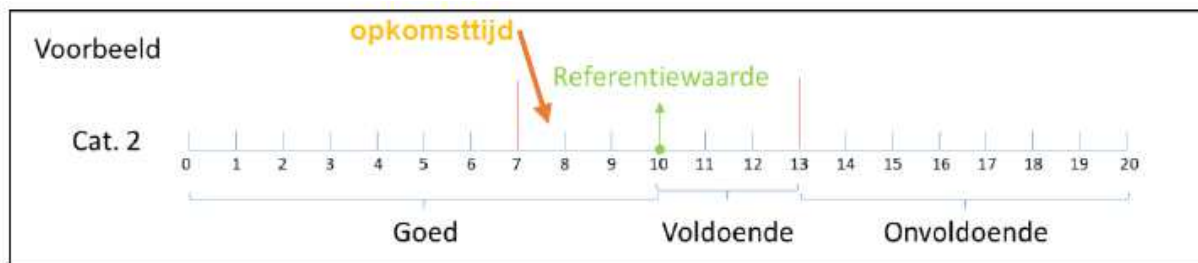 opkomsttijd
Voorbeeld
Referentiewaarde
Cat. 2
0 1 2 3 4 5 6 7 8 9 10 11 12 13 14 15 16 17 18 19 20
Goed Voldoende Onvoldoende